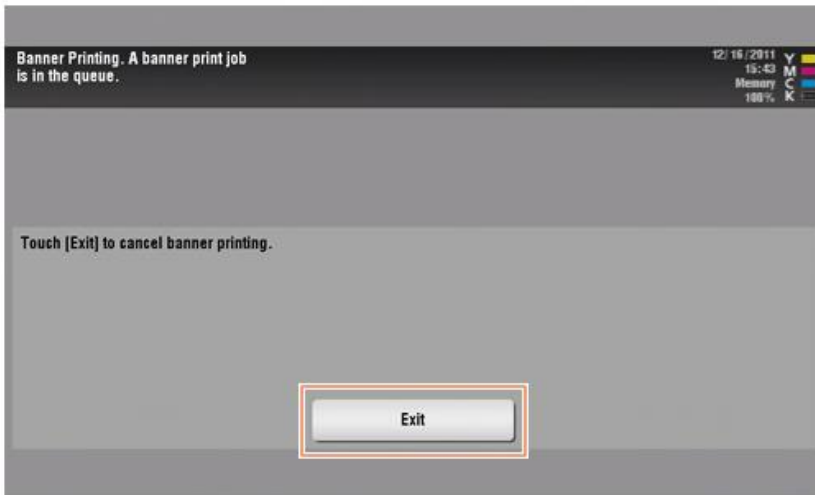 Banner Printing. A banner print job
is in the queue.
12/16/2011
15:43
Memory
100%
Y
M
C
K
Touch [Exit] to cancel banner printing.
Exit